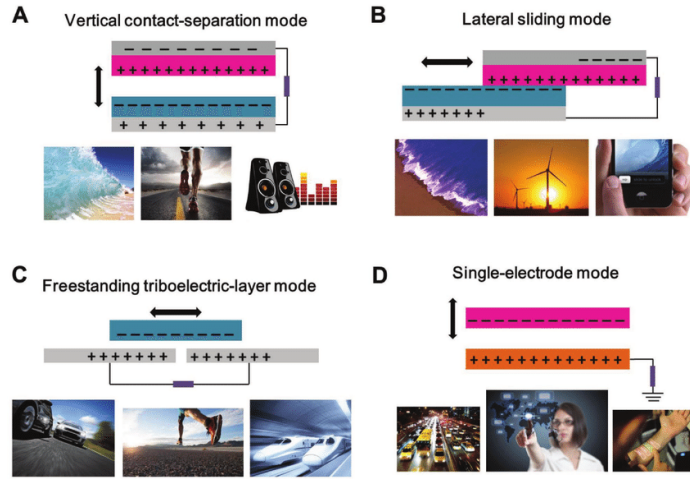 A
Vertical contact-separation mode
B
Lateral sliding mode
C
Freestanding triboelectric-layer mode
D
Single-electrode mode